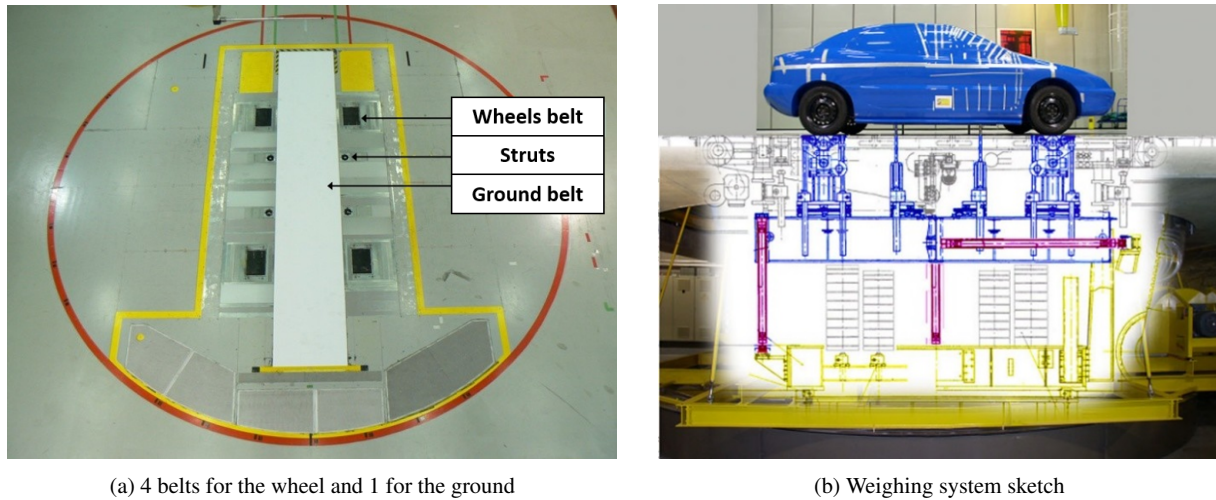 Wheels belt
Struts
Ground belt
(a) 4 belts for the wheel and 1 for the ground
(b) Weighing system sketch